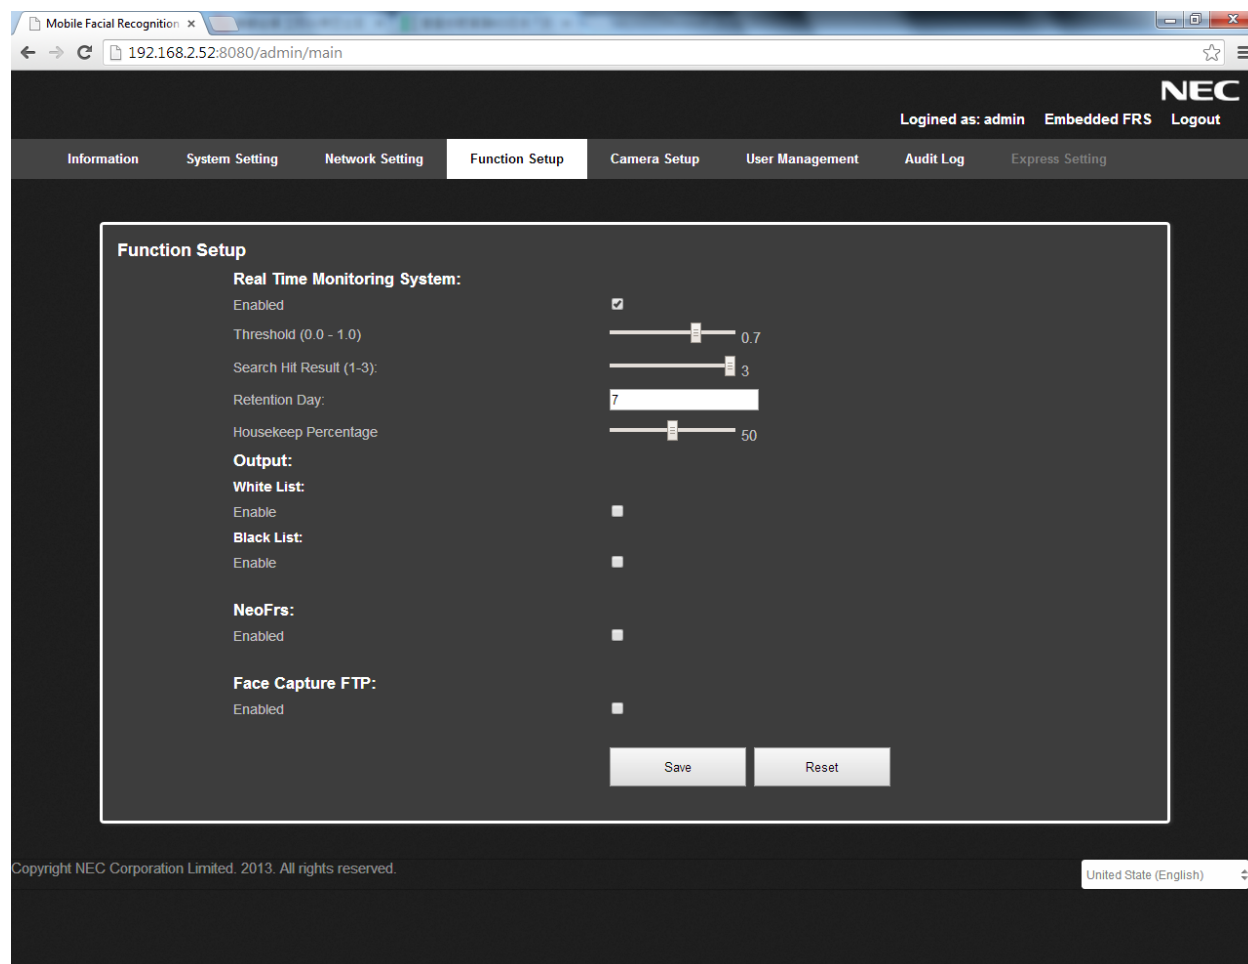 Mobile Facial Recognition
192.168.2.52:8080/admin/main
NEC
Logined as: admin Embedded FRS Logout
Information System Setting Network Setting Function Setup Camera Setup User Management Audit Log Express Setting
Function Setup
Real Time Monitoring System:
Enabled
Threshold (0.0 - 1.0) 0.7
Search Hit Result (1-3): 3
Retention Day: 7
Housekeep Percentage 50
Output:
White List:
Enable
Black List:
Enable
NeoFrs:
Enabled
Face Capture FTP:
Enabled
Save Reset
Copyright NEC Corporation Limited. 2013. All rights reserved.
United State (English)